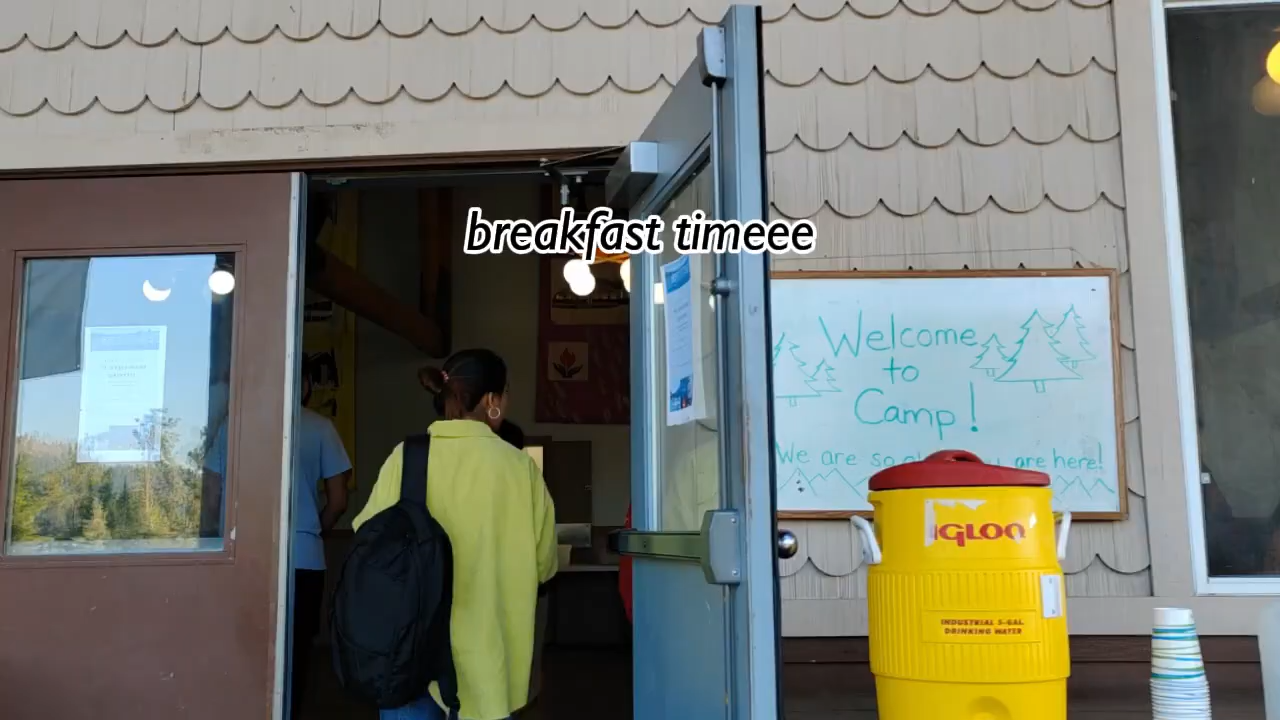 breakfast timeee
Welcome
to
Camp!
We are so are here!
IGLOO
INDUSTRIAL 5-GAL
DRINKING WATER